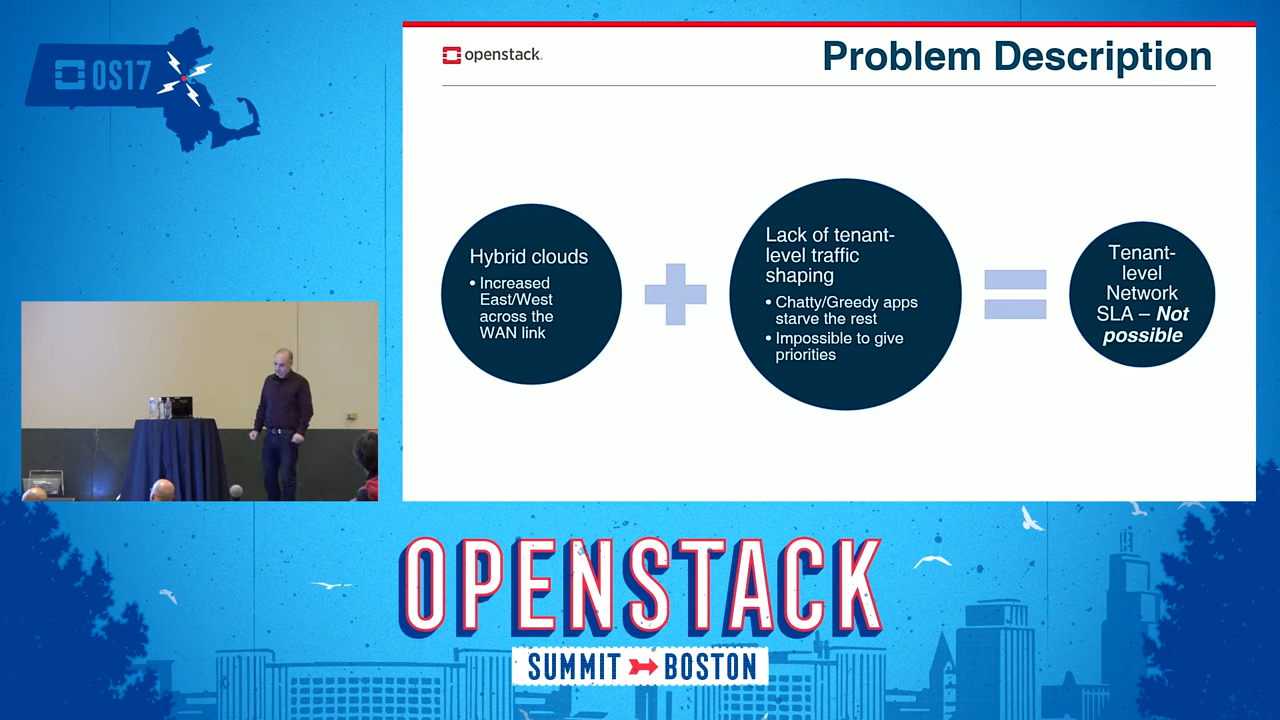 OS17
openstack.
Problem Description
Hybrid clouds
• Increased
East/West
across the
WAN link
Lack of tenant-
level traffic
shaping
• Chatty/Greedy apps
starve the rest
• Impossible to give
priorities
Tenant-
level
Network
SLA – Not
possible
OPENSTACK
SUMMIT BOSTON